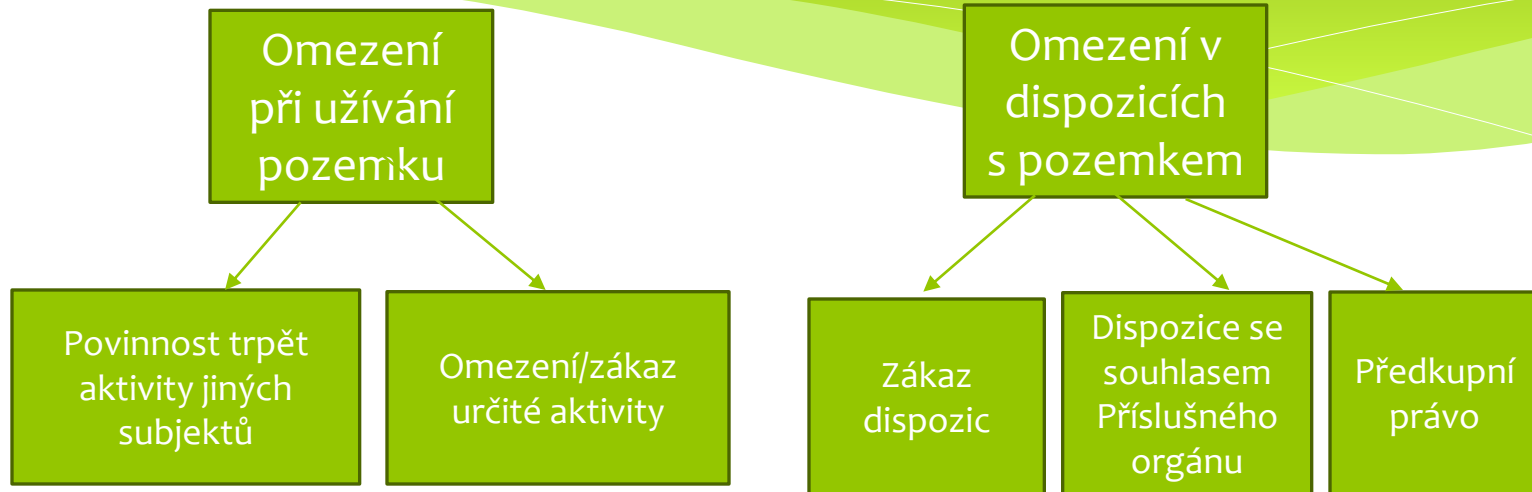 Omezení
při užívání
pozemku
Omezení v
dispozicích
s pozemkem
Povinnost trpět
aktivity jiných
subjektů
Omezení/zákaz
určité aktivity
Zákaz
dispozic
Dispozice se
souhlasem
Příslušného
orgánu
Předkupní
právo